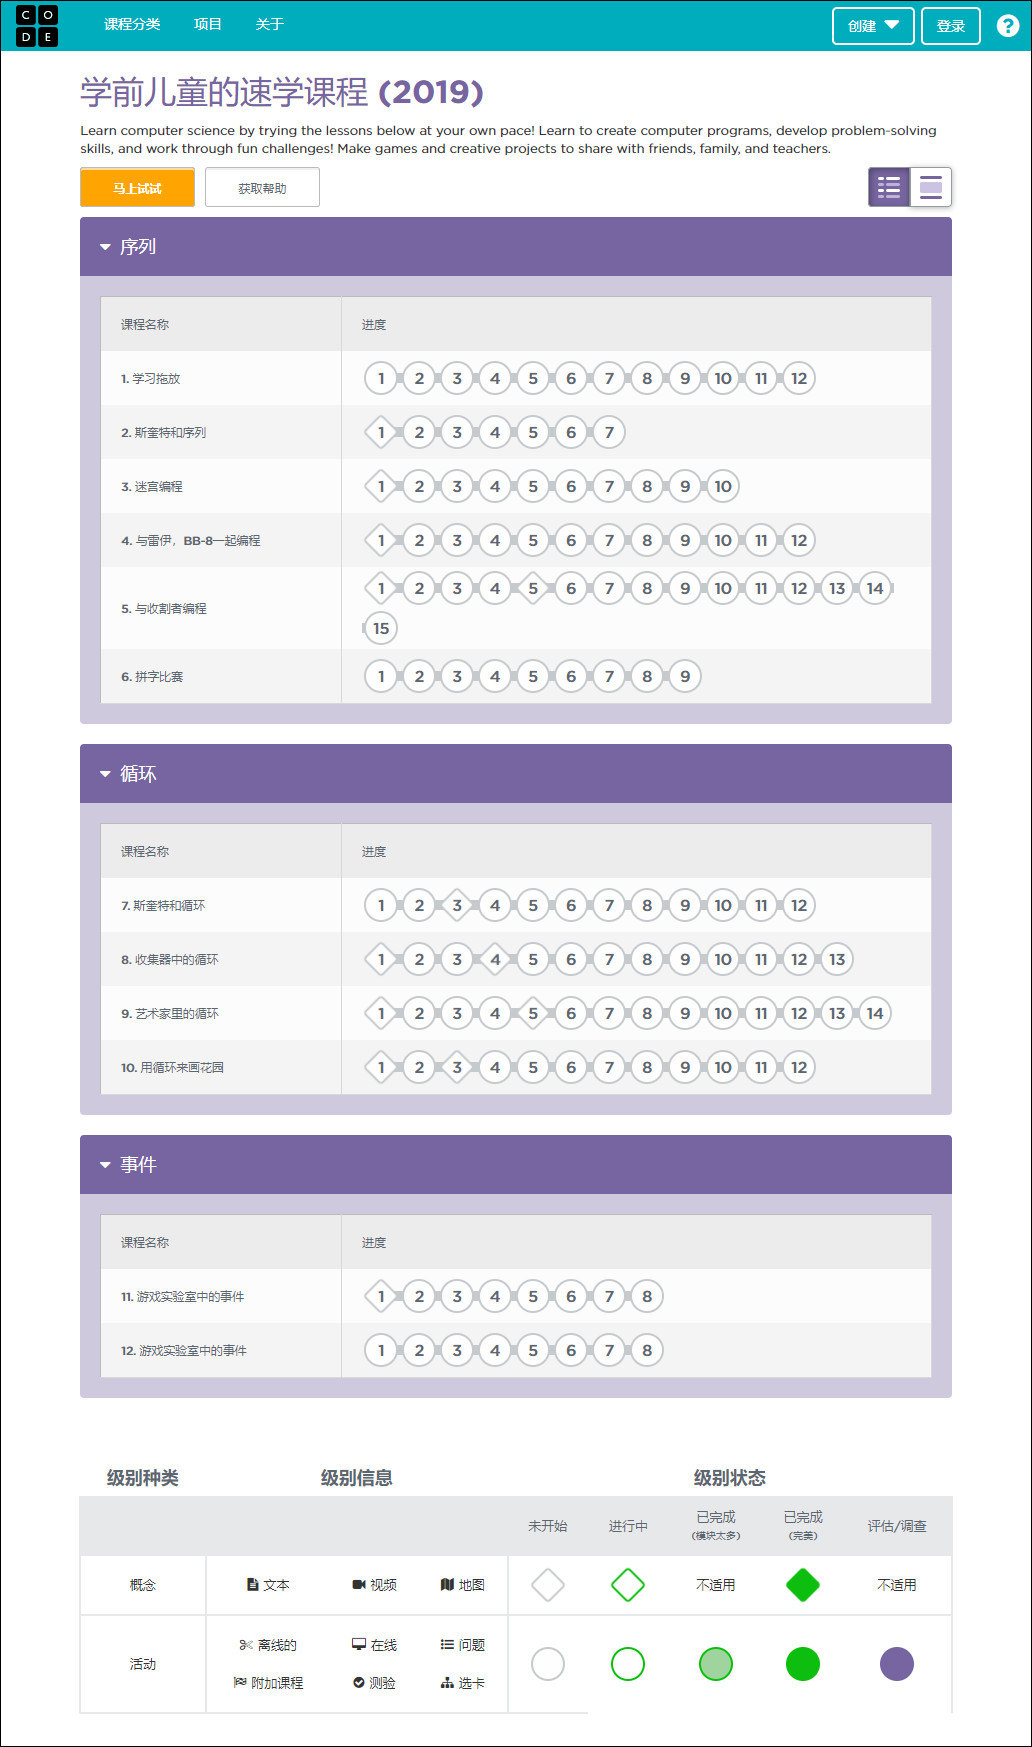 CODE
课程分类 项目 关于 创建 登录 ?
学前儿童的速学课程 (2019)
Learn computer science by trying the lessons below at your own pace! Learn to create computer programs, develop problem-solving
skills, and work through fun challenges! Make games and creative projects to share with friends, family, and teachers.
马上试试 获取帮助
序列
课程名称 进度
1. 学习拖放 1 2 3 4 5 6 7 8 9 10 11 12
2. 斯奎特和序列 1 2 3 4 5 6 7
3. 迷宫编程 1 2 3 4 5 6 7 8 9 10
4. 与雷伊，BB-8一起编程 1 2 3 4 5 6 7 8 9 10 11 12
5. 与收割者编程 1 2 3 4 5 6 7 8 9 10 11 12 13 14
15
6. 拼字比赛 1 2 3 4 5 6 7 8 9
循环
课程名称 进度
7. 斯奎特和循环 1 2 3 4 5 6 7 8 9 10 11 12
8. 收集器中的循环 1 2 3 4 5 6 7 8 9 10 11 12 13
9. 艺术家里的循环 1 2 3 4 5 6 7 8 9 10 11 12 13 14
10. 用循环来画花园 1 2 3 4 5 6 7 8 9 10 11 12
事件
课程名称 进度
11. 游戏实验室中的事件 1 2 3 4 5 6 7 8
12. 游戏实验室中的事件 1 2 3 4 5 6 7 8
级别种类 级别信息 级别状态
未开始 进行中 已完成 已完成 评估/调查
(模块太多) (完美)
概念 文本 视频 地图 不适用 不适用
离线的 在线 问题
活动
附加课程 测验 选卡